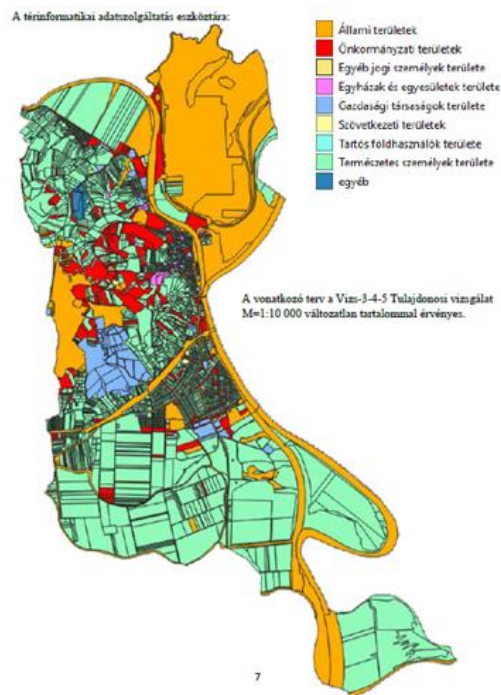 A térinformatikai adatszolgáltatás eszköztára:
Állami területek
Önkormányzati területek
Egyéb jogi személyek területe
Egyházak és egyesületek területe
Gazdasági társaságok területe
Szövetkezeti területek
Tartós földhasználók területe
Természetes személyek területe
egyéb
A vonatkozó terv a Vizs-3-4-5 Tulajdonosi vizsgálat
M=1:10 000 változatlan tartalommal érvényes.
7